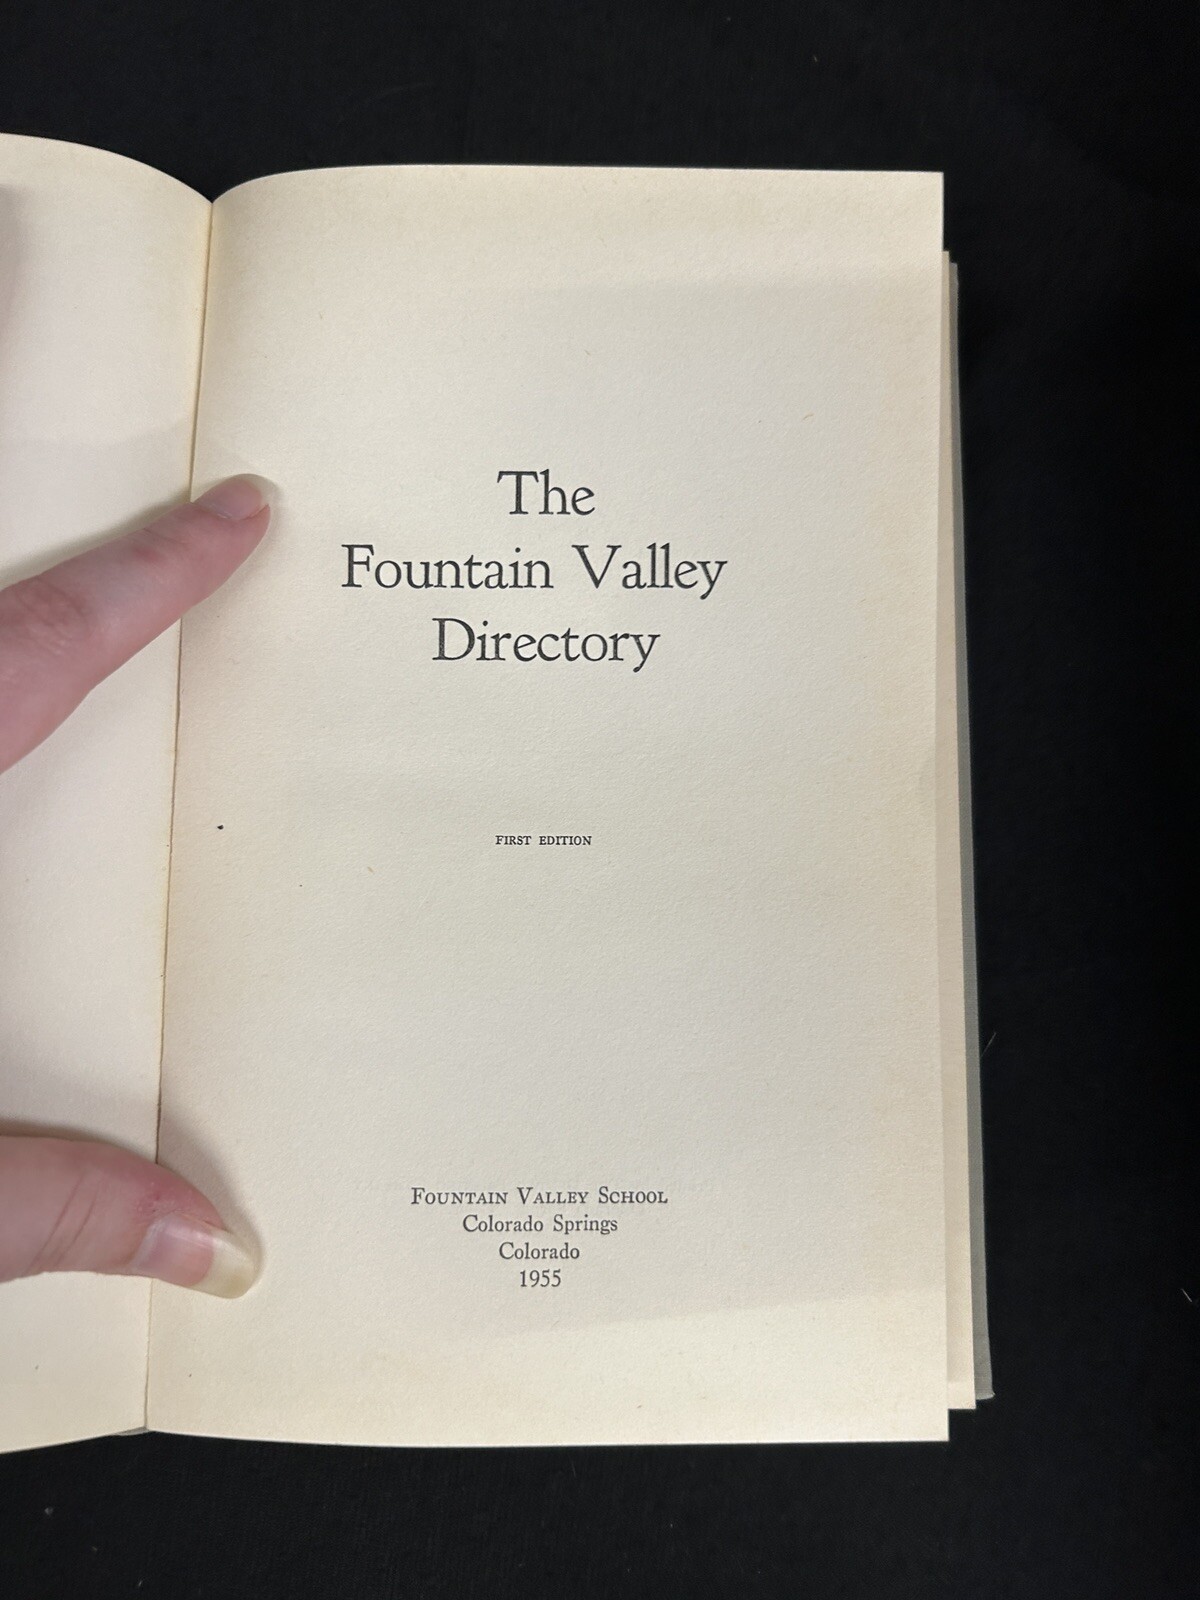 The
Fountain Valley
Directory
FIRST EDITION
FOUNTAIN VALLEY SCHOOL
Colorado Springs
Colorado
1955